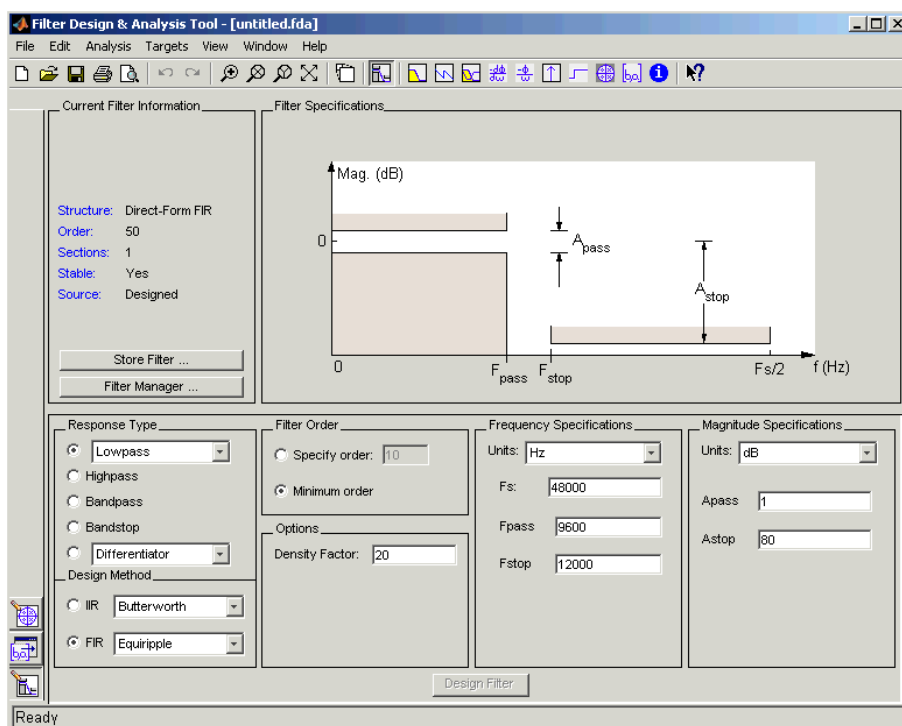 Filter Design & Analysis Tool - [untitled.fda]
File Edit Analysis Targets View Window Help
Current Filter Information
Structure: Direct-Form FIR
Order: 50
Sections: 1
Stable: Yes
Source: Designed
Store Filter ...
Filter Manager ...
Filter Specifications
Mag. (dB)
0
Apass
Astop
0 Fpass Fstop Fs/2 f (Hz)
Response Type
Lowpass
Highpass
Bandpass
Bandstop
Differentiator
Design Method
IIR Butterworth
FIR Equiripple
Filter Order
Specify order: 10
Minimum order
Options
Density Factor: 20
Frequency Specifications
Units: Hz
Fs: 48000
Fpass 9600
Fstop 12000
Magnitude Specifications
Units: dB
Apass 1
Astop 80
Design Filter
Ready